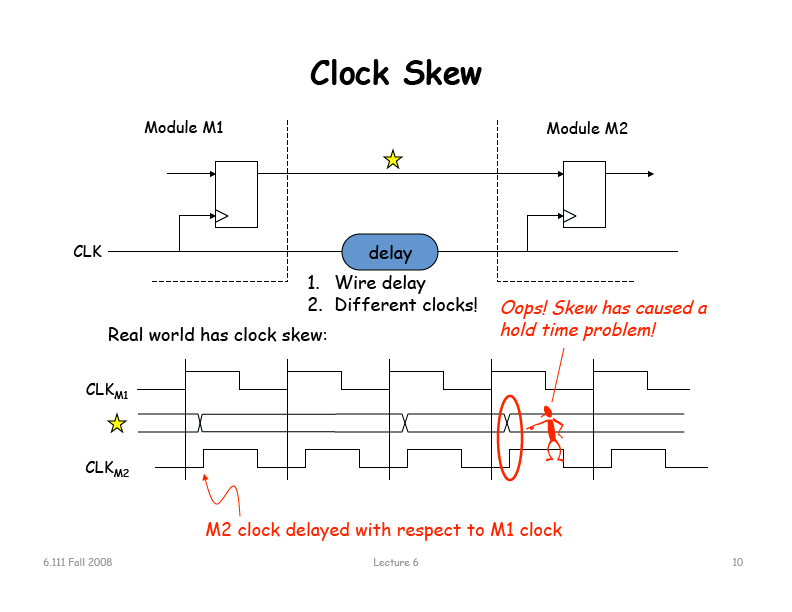 Clock Skew
Module M1
Module M2
CLK
delay
1. Wire delay
2. Different clocks!
Oops! Skew has caused a
hold time problem!
Real world has clock skew:
CLKM1
CLKM2
M2 clock delayed with respect to M1 clock
6.111 Fall 2008
Lecture 6
10